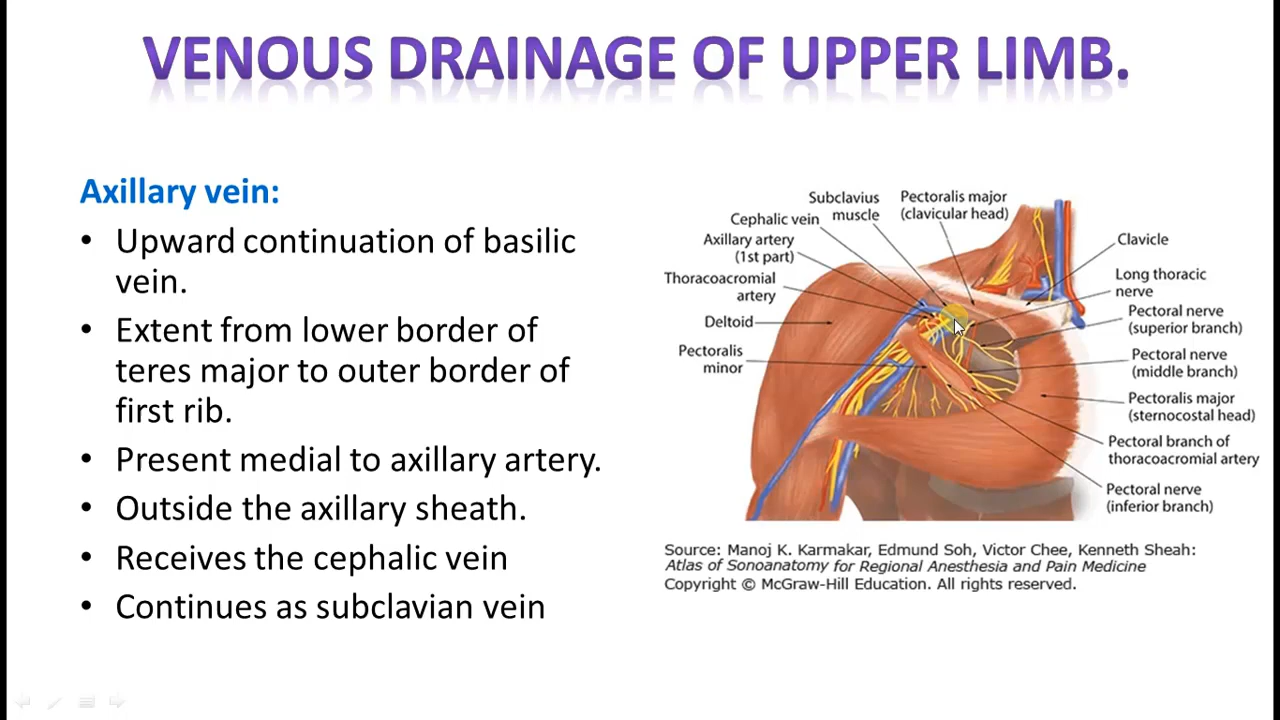 VENOUS DRAINAGE OF UPPER LIMB.
Axillary vein:
• Upward continuation of basilic
vein.
• Extent from lower border of
teres major to outer border of
first rib.
• Present medial to axillary artery.
• Outside the axillary sheath.
• Receives the cephalic vein
• Continues as subclavian vein
Subclavius
muscle
Pectoralis major
(clavicular head)
Cephalic vein
Axillary artery
(1st part)
Thoracoacromial
artery
Deltoid
Pectoralis
minor
Clavicle
Long thoracic
nerve
Pectoral nerve
(superior branch)
Pectoral nerve
(middle branch)
Pectoralis major
(sternocostal head)
Pectoral branch of
thoracoacromial artery
Pectoral nerve
(inferior branch)
Source: Manoj K. Karmakar, Edmund Soh, Victor Chee, Kenneth Sheah:
Atlas of Sonoanatomy for Regional Anesthesia and Pain Medicine
Copyright © McGraw-Hill Education. All rights reserved.